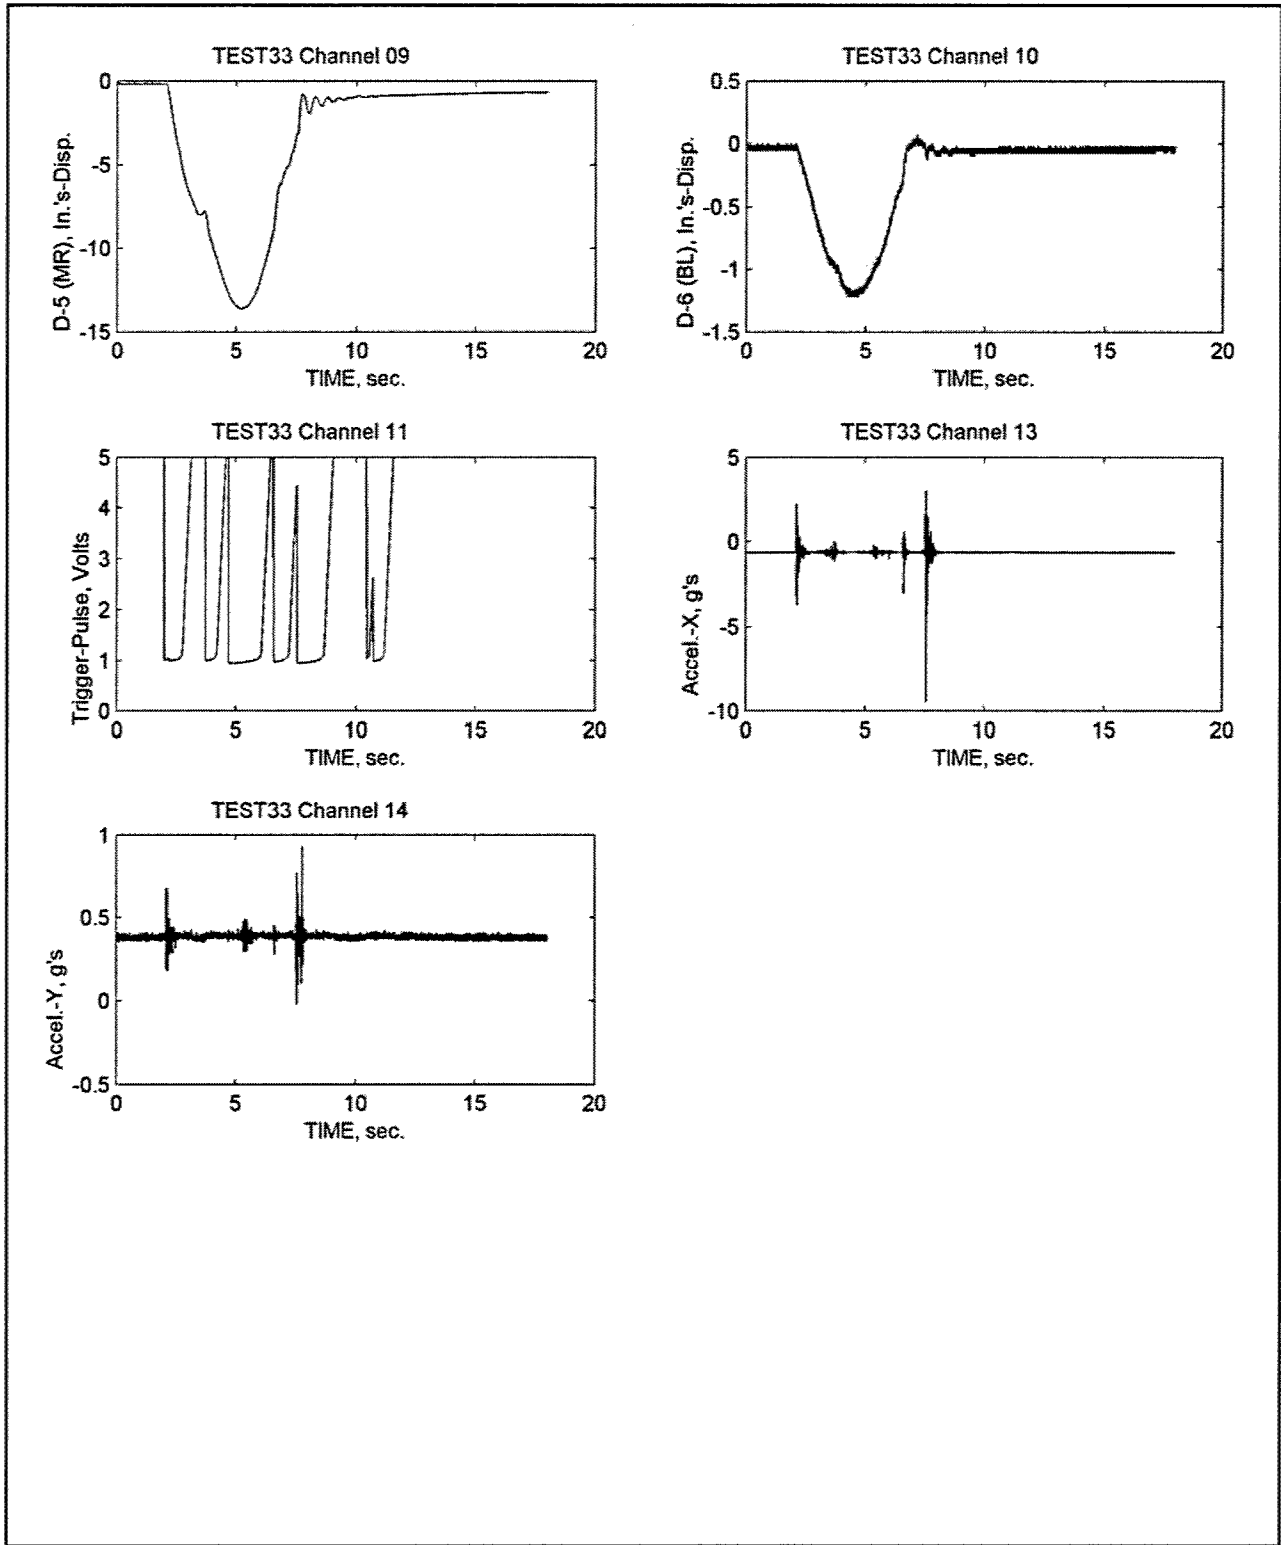 TEST33 Channel 09
0
-5
-10
-15
D-5 (MR), In.'s-Disp.
0 5 10 15 20
TIME, sec.
TEST33 Channel 10
0.5
0
-0.5
-1
-1.5
D-6 (BL), In.'s-Disp.
0 5 10 15 20
TIME, sec.
TEST33 Channel 11
5
4
3
2
1
0
Trigger-Pulse, Volts
0 5 10 15 20
TIME, sec.
TEST33 Channel 13
5
0
-5
-10
Accel.-X, g's
0 5 10 15 20
TIME, sec.
TEST33 Channel 14
1
0.5
0
-0.5
Accel.-Y, g's
0 5 10 15 20
TIME, sec.